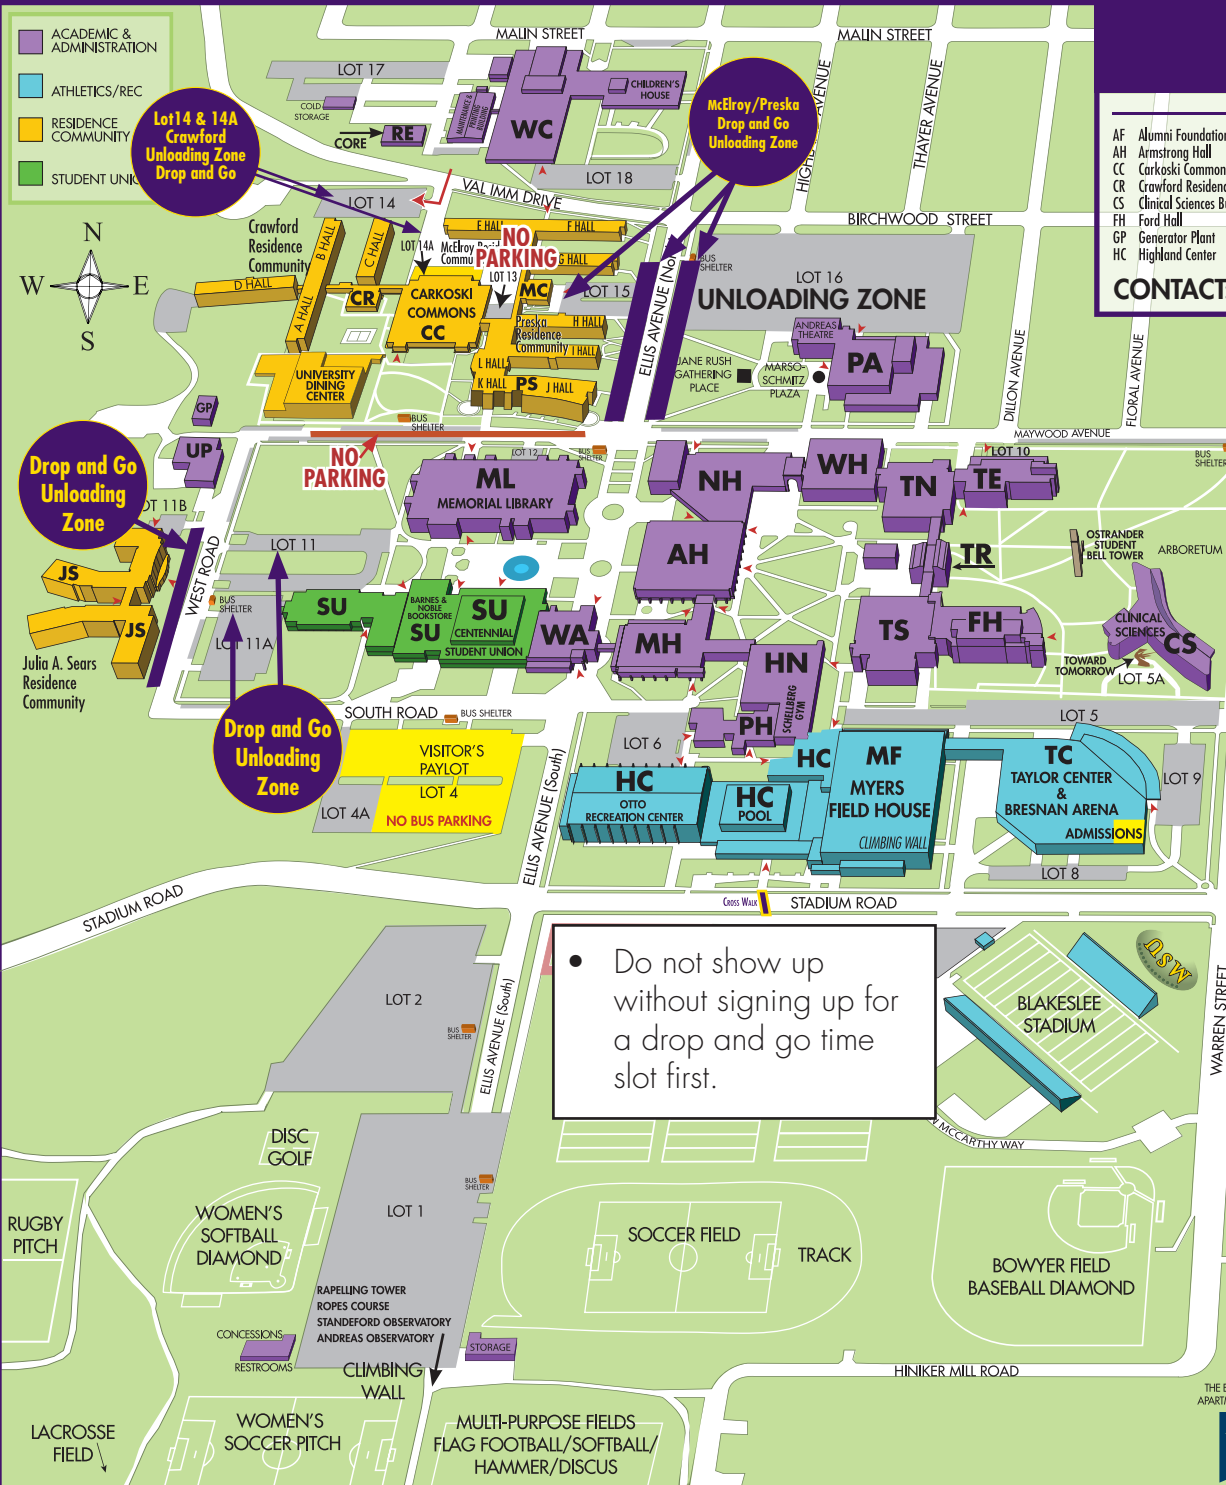 ACADEMIC &
ADMINISTRATION
ATHLETICS/REC
RESIDENCE
COMMUNITY
STUDENT
MALIN STREET
MALIN STREET
LOT 17
COLD
STORAGE
CORE
RE
MAINTENANCE &
PRINTING
BUILDING
WC
CHILDREN'S
HOUSE
LOT 18
AVENUE
THAYER AVENUE
Lot14 & 14A
Crawford
Unloading Zone
Drop and Go
McElroy/Preska
Drop and Go
Unloading Zone
AF Alumni Foundation
AH Armstrong Hall
CC Carkoski Common
CR Crawford Residenc
CS Clinical Sciences B
FH Ford Hall
GP Generator Plant
HC Highland Center
CONTACT
N
W
E
S
LOT 14
VAL IMM DRIVE
BIRCHWOOD STREET
Crawford
Residence
Community
B HALL
C HALL
D HALL
A HALL
CR
LOT 14A
E HALL
F HALL
G HALL
NO
PARKING
LOT 13
MC
LOT 15
CARKOSKI
COMMONS
CC
Preska
Residence
Community
H HALL
I HALL
L HALL
K HALL
PS
J HALL
UNIVERSITY
DINING
CENTER
ELLIS AVENUE (No
BUS
SHELTER
LOT 16
UNLOADING ZONE
ANDREAS
THEATRE
PA
JANE RUSH
GATHERING
PLACE
MARSO-
SCHMITZ
PLAZA
DILLON AVENUE
FLORAL AVENUE
GP
UP
BUS
SHELTER
NO
PARKING
MAYWOOD AVENUE
BUS
SHELTER
LOT 12
BUS
SHELTER
LOT 10
ML
MEMORIAL LIBRARY
NH
WH
TN
TE
Drop and Go
Unloading
Zone
OT 11B
LOT 11
WEST ROAD
JS
JS
Julia A. Sears
Residence
Community
BUS
SHELTER
LOT 11A
AH
TR
OSTRANDER
STUDENT
BELL TOWER
ARBORETUM
SU
BARNES &
NOBLE
BOOKSTORE
SU
SU
CENTENNIAL
STUDENT UNION
WA
MH
HN
SCHELLBERG
GYM
PH
TS
FH
CLINICAL
SCIENCES
CS
TOWARD
TOMORROW
LOT 5A
Drop and Go
Unloading
Zone
SOUTH ROAD
BUS SHELTER
VISITOR'S
PAYLOT
LOT 4
NO BUS PARKING
LOT 4A
LOT 6
LOT 5
ELLIS AVENUE (South)
HC
OTTO
RECREATION CENTER
HC
POOL
HC
MF
MYERS
FIELD HOUSE
CLIMBING WALL
TC
TAYLOR CENTER
&
BRESNAN ARENA
ADMISSIONS
LOT 9
LOT 8
STADIUM ROAD
CROSS WALK
STADIUM ROAD
• Do not show up
without signing up for
a drop and go time
slot first.
LOT 2
BUS
SHELTER
ELLIS AVENUE (South)
BLAKESLEE
STADIUM
MSU
WARREN STREET
MCCARTHY WAY
DISC
GOLF
BUS
SHELTER
LOT 1
RUGBY
PITCH
WOMEN'S
SOFTBALL
DIAMOND
SOCCER FIELD
TRACK
BOWYER FIELD
BASEBALL DIAMOND
RAPELLING TOWER
ROPES COURSE
STANDEFORD OBSERVATORY
ANDREAS OBSERVATORY
CONCESSIONS
RESTROOMS
CLIMBING
WALL
STORAGE
HINIKER MILL ROAD
LACROSSE
FIELD
WOMEN'S
SOCCER PITCH
MULTI-PURPOSE FIELDS
FLAG FOOTBALL/SOFTBALL/
HAMMER/DISCUS